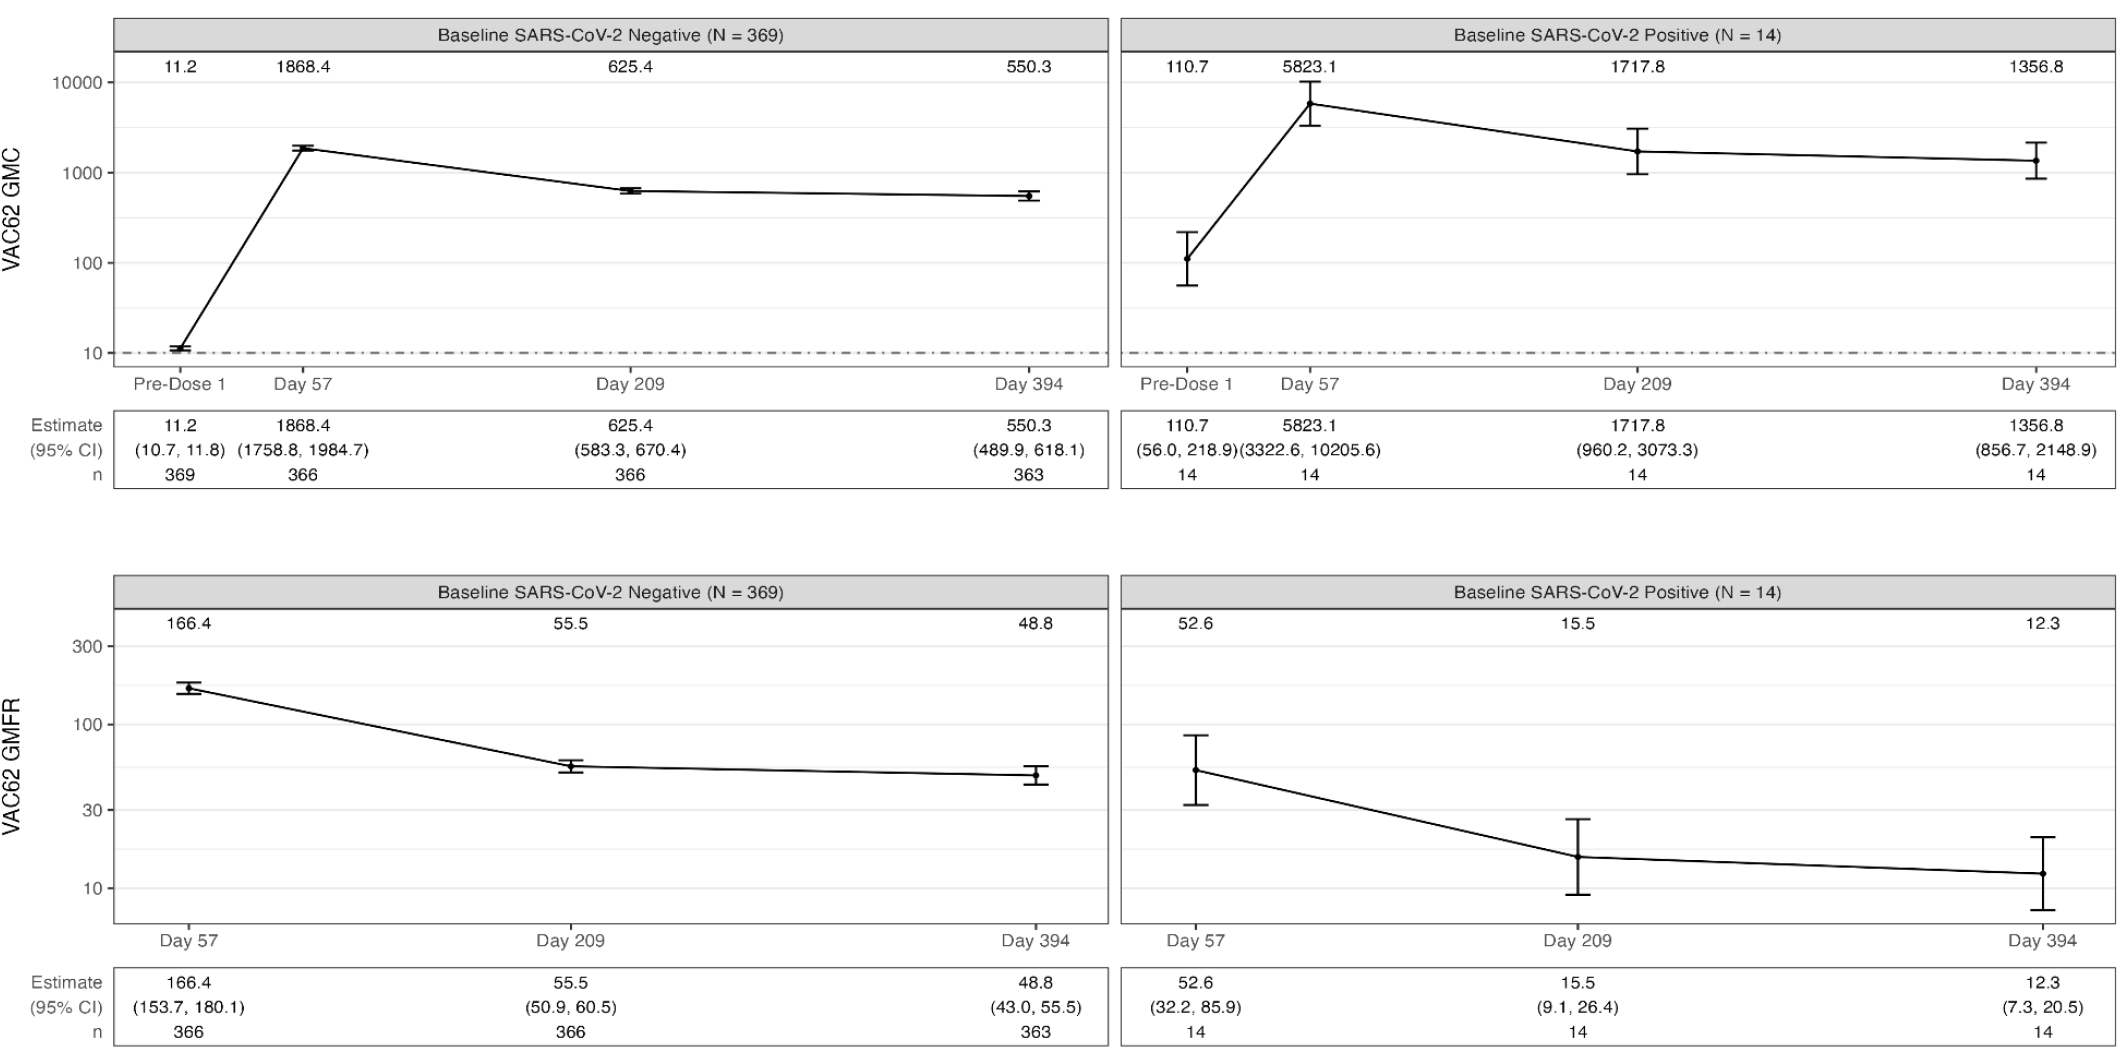 Baseline SARS-CoV-2 Negative (N = 369) Baseline SARS-CoV-2 Positive (N = 14)
11.2 1868.4 625.4 550.3 110.7 5823.1 1717.8 1356.8
VAC62 GMC
10000
1000
100
10
Pre-Dose 1 Day 57 Day 209 Day 394 Pre-Dose 1 Day 57 Day 209 Day 394
Estimate 11.2 1868.4 625.4 550.3 110.7 5823.1 1717.8 1356.8
(95% CI) (10.7, 11.8) (1758.8, 1984.7) (583.3, 670.4) (489.9, 618.1) (56.0, 218.9) (3322.6, 10205.6) (960.2, 3073.3) (856.7, 2148.9)
n 369 366 366 363 14 14 14 14
Baseline SARS-CoV-2 Negative (N = 369) Baseline SARS-CoV-2 Positive (N = 14)
166.4 55.5 48.8 52.6 15.5 12.3
VAC62 GMFR
300
100
30
10
Day 57 Day 209 Day 394 Day 57 Day 209 Day 394
Estimate 166.4 55.5 48.8 52.6 15.5 12.3
(95% CI) (153.7, 180.1) (50.9, 60.5) (43.0, 55.5) (32.2, 85.9) (9.1, 26.4) (7.3, 20.5)
n 366 366 363 14 14 14